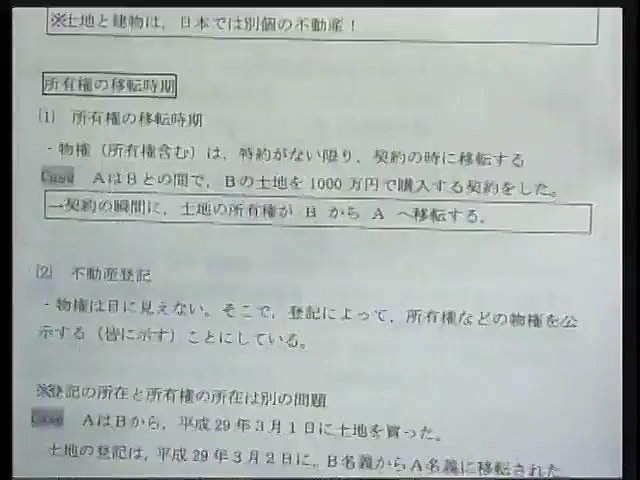 ※土地と建物は，日本では別個の不動産！
所有権の移転時期
⑴　所有権の移転時期
・物権（所有権含む）は，特約がない限り，契約の時に移転する
Case　AはBとの間で，Bの土地を1000万円で購入する契約をした。
→契約の瞬間に，土地の所有権が B から A へ移転する。
⑵　不動産登記
・物権は目に見えない。そこで，登記によって，所有権などの物権を公
示する（皆に示す）ことにしている。
※登記の所在と所有権の所在は別の問題
Case　AはBから，平成29年3月1日に土地を買った。
土地の登記は，平成29年3月2日に，B名義からA名義に移転された